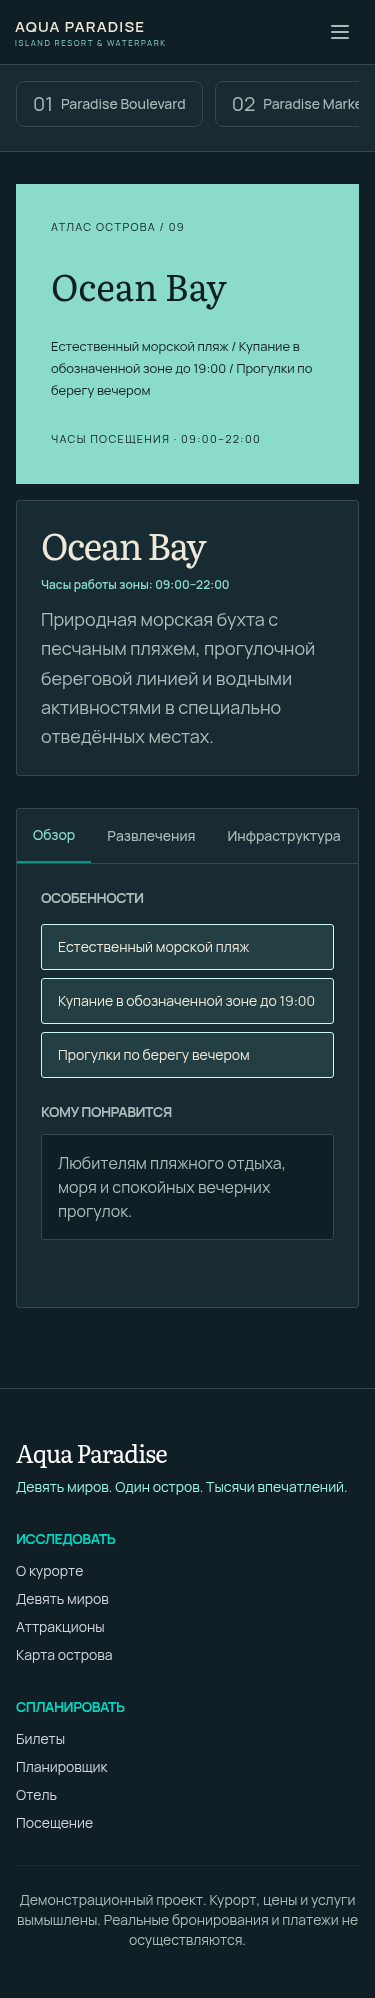 AQUA PARADISE
ISLAND RESORT & WATERPARK
01 Paradise Boulevard
02 Paradise Marke
АТЛАС ОСТРОВА / 09
Ocean Bay
Естественный морской пляж / Купание в
обозначенной зоне до 19:00 / Прогулки по
берегу вечером
ЧАСЫ ПОСЕЩЕНИЯ · 09:00–22:00
Ocean Bay
Часы работы зоны: 09:00–22:00
Природная морская бухта с
песчаным пляжем, прогулочной
береговой линией и водными
активностями в специально
отведённых местах.
Обзор Развлечения Инфраструктура
ОСОБЕННОСТИ
Естественный морской пляж
Купание в обозначенной зоне до 19:00
Прогулки по берегу вечером
КОМУ ПОНРАВИТСЯ
Любителям пляжного отдыха,
моря и спокойных вечерних
прогулок.
Aqua Paradise
Девять миров. Один остров. Тысячи впечатлений.
ИССЛЕДОВАТЬ
О курорте
Девять миров
Аттракционы
Карта острова
СПЛАНИРОВАТЬ
Билеты
Планировщик
Отель
Посещение
Демонстрационный проект. Курорт, цены и услуги
вымышлены. Реальные бронирования и платежи не
осуществляются.